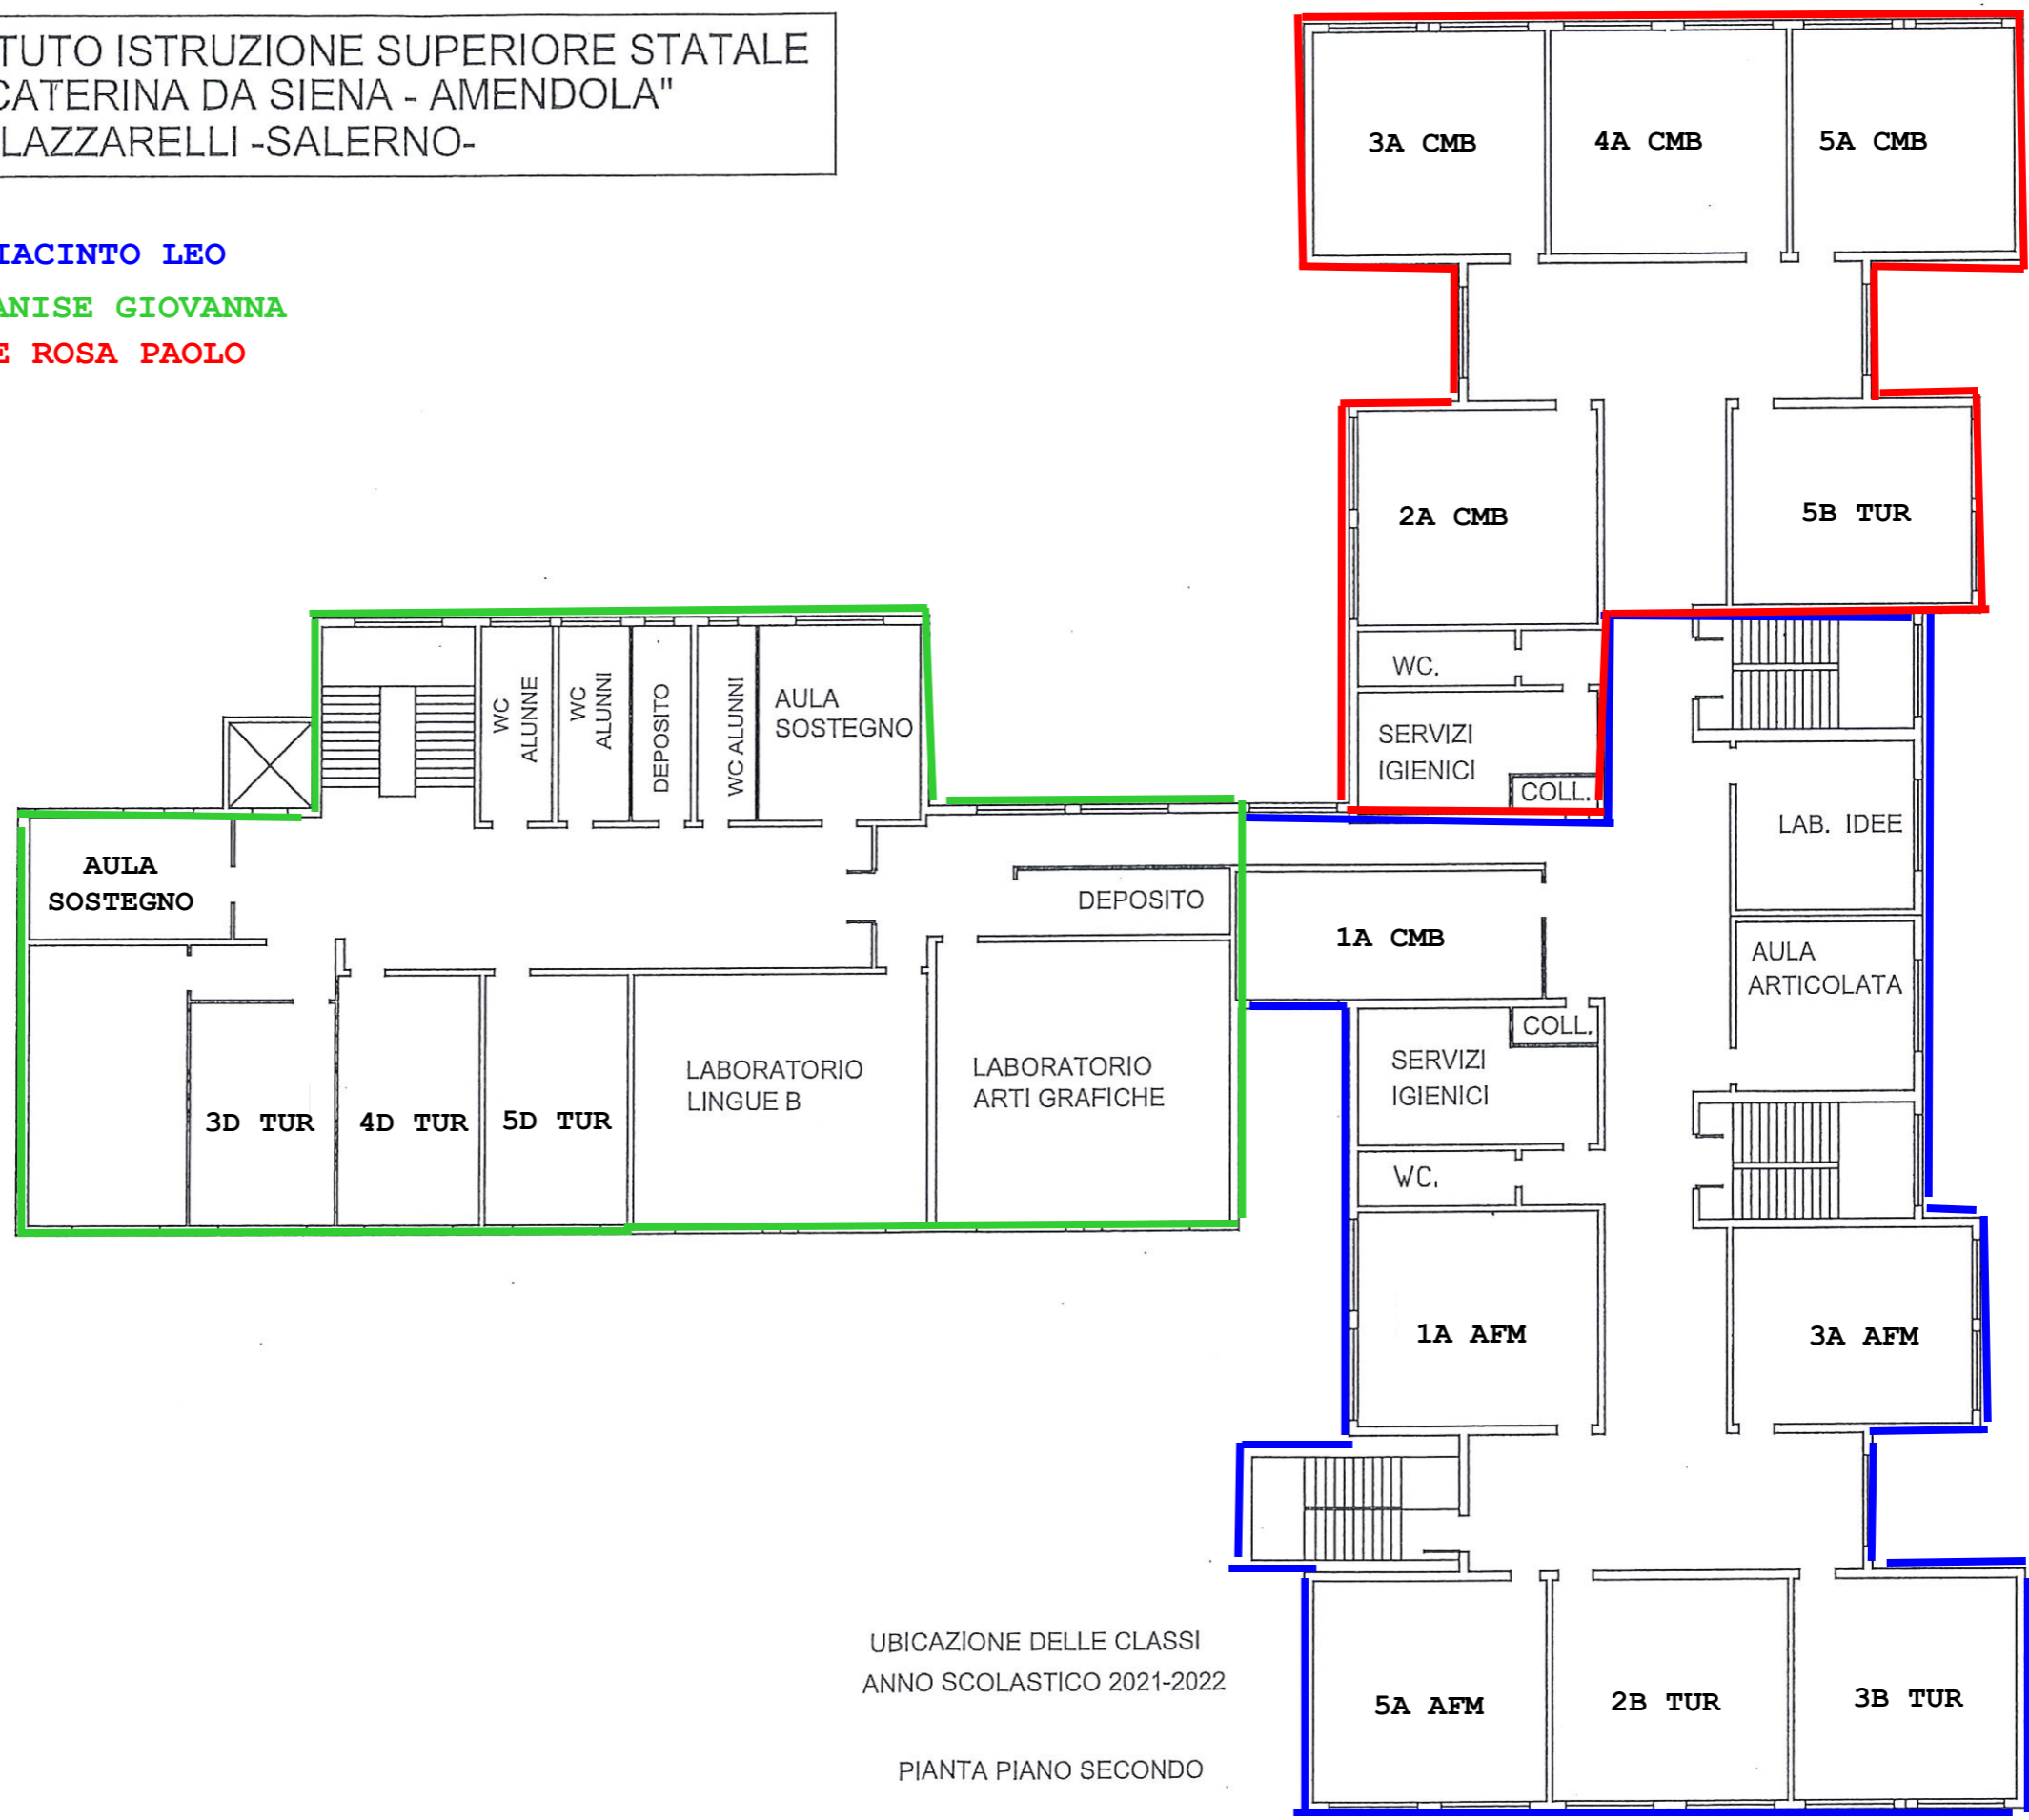 TUTO ISTRUZIONE SUPERIORE STATALE
CATERINA DA SIENA - AMENDOLA"
LAZZARELLI -SALERNO-
IACINTO LEO
ANISE GIOVANNA
E ROSA PAOLO
3A CMB
4A CMB
5A CMB
2A CMB
5B TUR
WC.
SERVIZI
IGIENICI
COLL.
WC
ALUNNE
WC
ALUNNI
DEPOSITO
WC ALUNNI
AULA
SOSTEGNO
LAB. IDEE
AULA
SOSTEGNO
DEPOSITO
1A CMB
AULA
ARTICOLATA
COLL.
SERVIZI
IGIENICI
WC.
3D TUR
4D TUR
5D TUR
LABORATORIO
LINGUE B
LABORATORIO
ARTI GRAFICHE
1A AFM
3A AFM
5A AFM
2B TUR
3B TUR
UBICAZIONE DELLE CLASSI
ANNO SCOLASTICO 2021-2022
PIANTA PIANO SECONDO